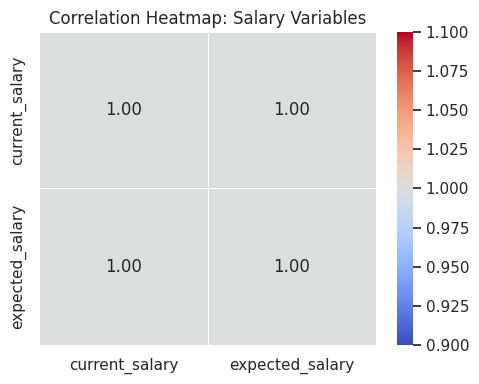 Correlation Heatmap: Salary Variables
current_salary
expected_salary
1.00 1.00
1.00 1.00
current_salary expected_salary
1.100
1.075
1.050
1.025
1.000
0.975
0.950
0.925
0.900